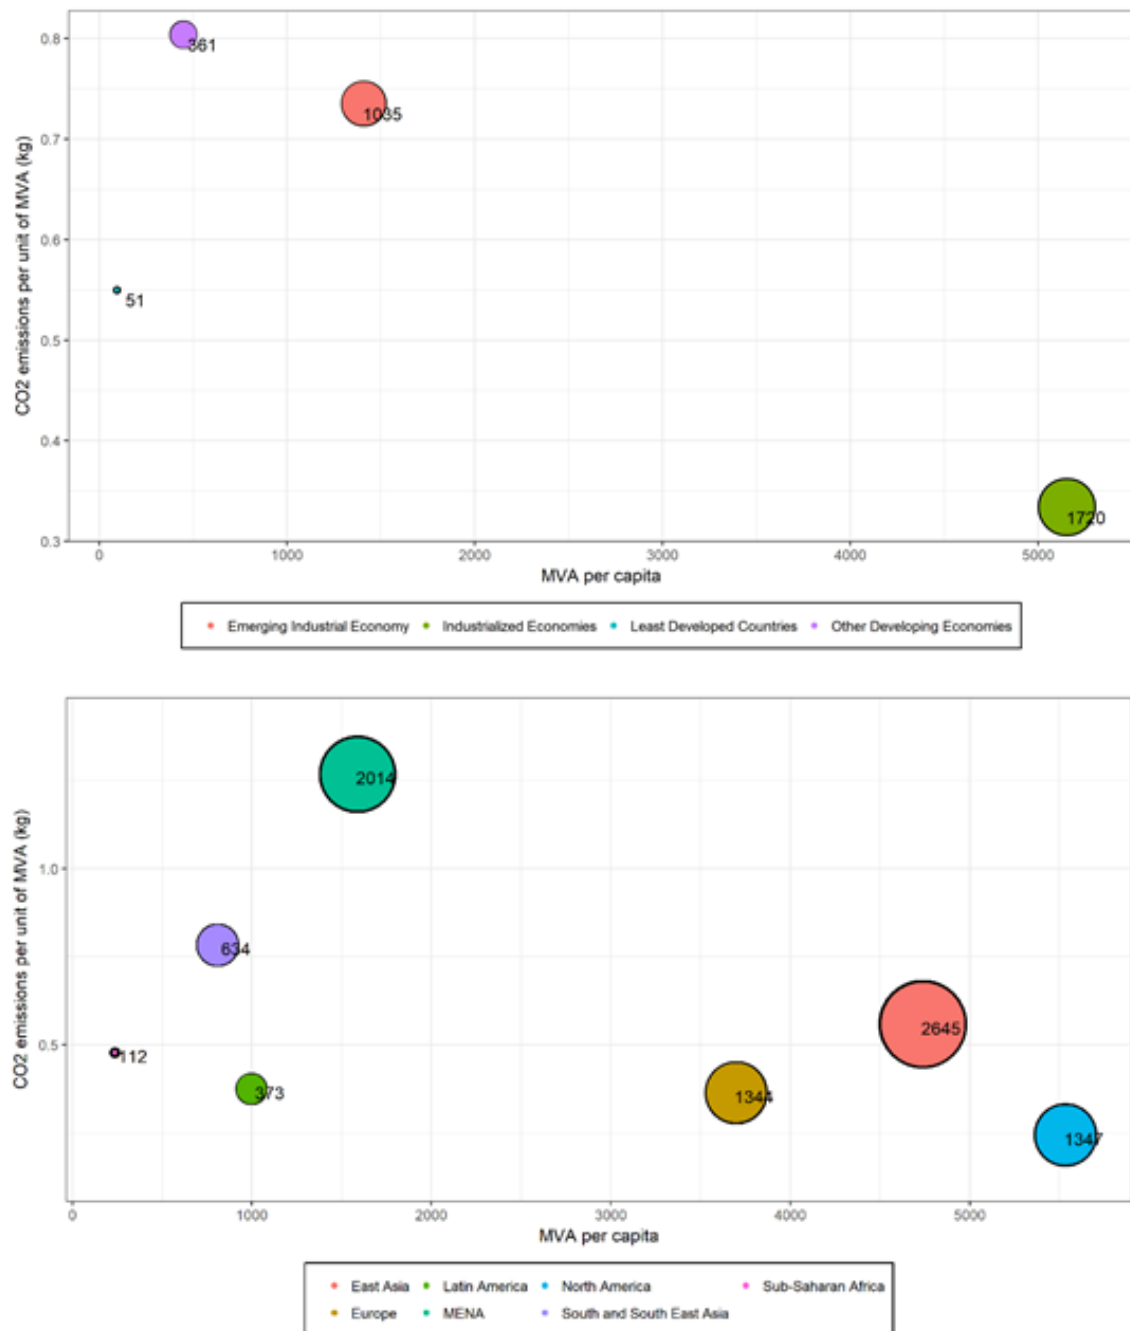 CO2 emissions per unit of MVA (kg)
0.8
0.7
0.6
0.5
0.4
0.3
361
1035
51
1720
0 1000 2000 3000 4000 5000
MVA per capita
Emerging Industrial Economy Industrialized Economies Least Developed Countries Other Developing Economies
CO2 emissions per unit of MVA (kg)
1.0
0.5
2014
634
2645
112
373
1344
1347
0 1000 2000 3000 4000 5000
MVA per capita
East Asia Latin America North America Sub-Saharan Africa
Europe MENA South and South East Asia